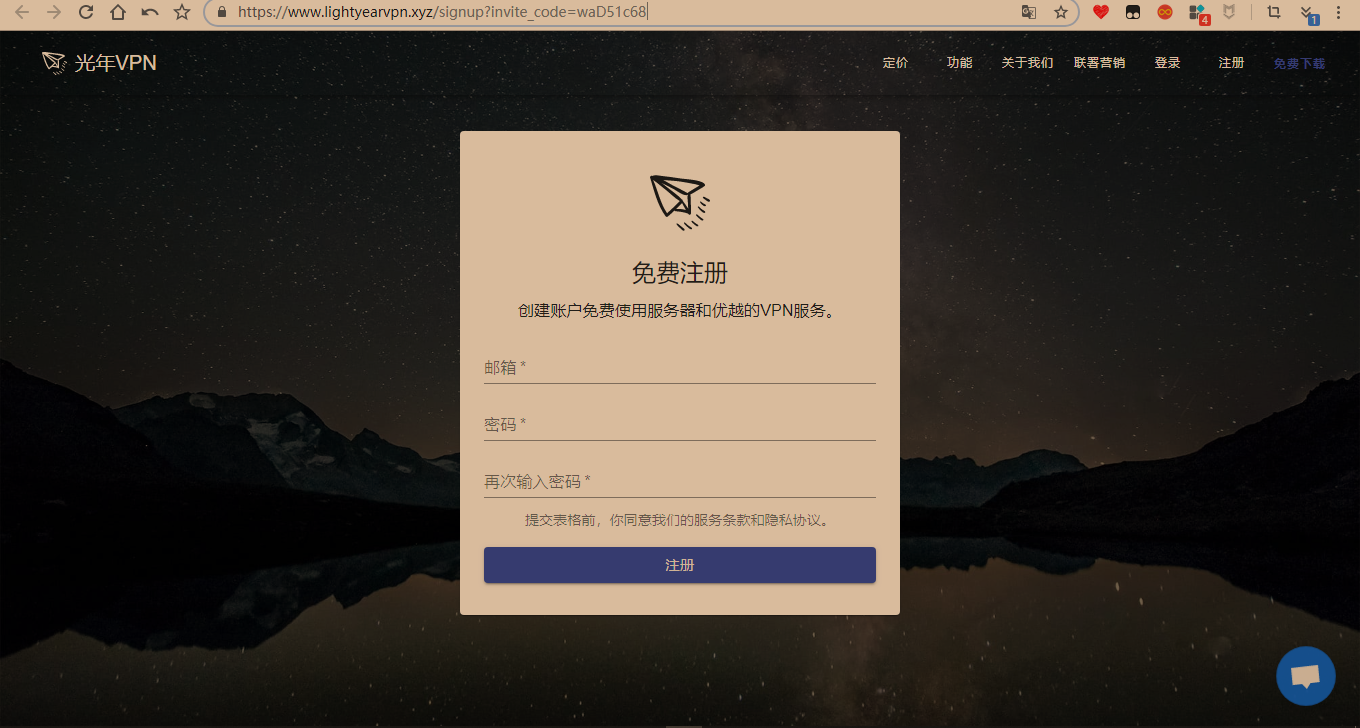 https://www.lightyearvpn.xyz/signup?invite_code=waD51c68
4
1
光年VPN
定价 功能 关于我们 联署营销 登录 注册 免费下载
免费注册
创建账户免费使用服务器和优越的VPN服务。
邮箱 *
密码 *
再次输入密码 *
提交表格前，你同意我们的服务条款和隐私协议。
注册